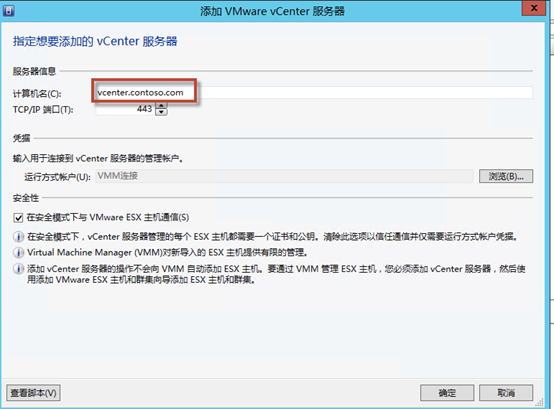 添加 VMware vCenter 服务器
指定想要添加的 vCenter 服务器
服务器信息
计算机名(C):
vcenter.contoso.com
TCP/IP 端口(T):
443
凭据
输入用于连接到 vCenter 服务器的管理帐户。
运行方式帐户(U):
VMM连接
浏览(B)...
安全性
在安全模式下与 VMware ESX 主机通信(S)
在安全模式下，vCenter 服务器管理的每个 ESX 主机都需要一个证书和公钥。清除此选项以信任通信并仅需要运行方式帐户凭据。
Virtual Machine Manager (VMM)对新导入的 ESX 主机提供有限的管理。
添加 vCenter 服务器的操作不会向 VMM 自动添加 ESX 主机。要通过 VMM 管理 ESX 主机，您必须添加 vCenter 服务器，然后使
用添加 VMware ESX 主机和群集向导添加 ESX 主机和群集。
查看脚本(V)
确定
取消